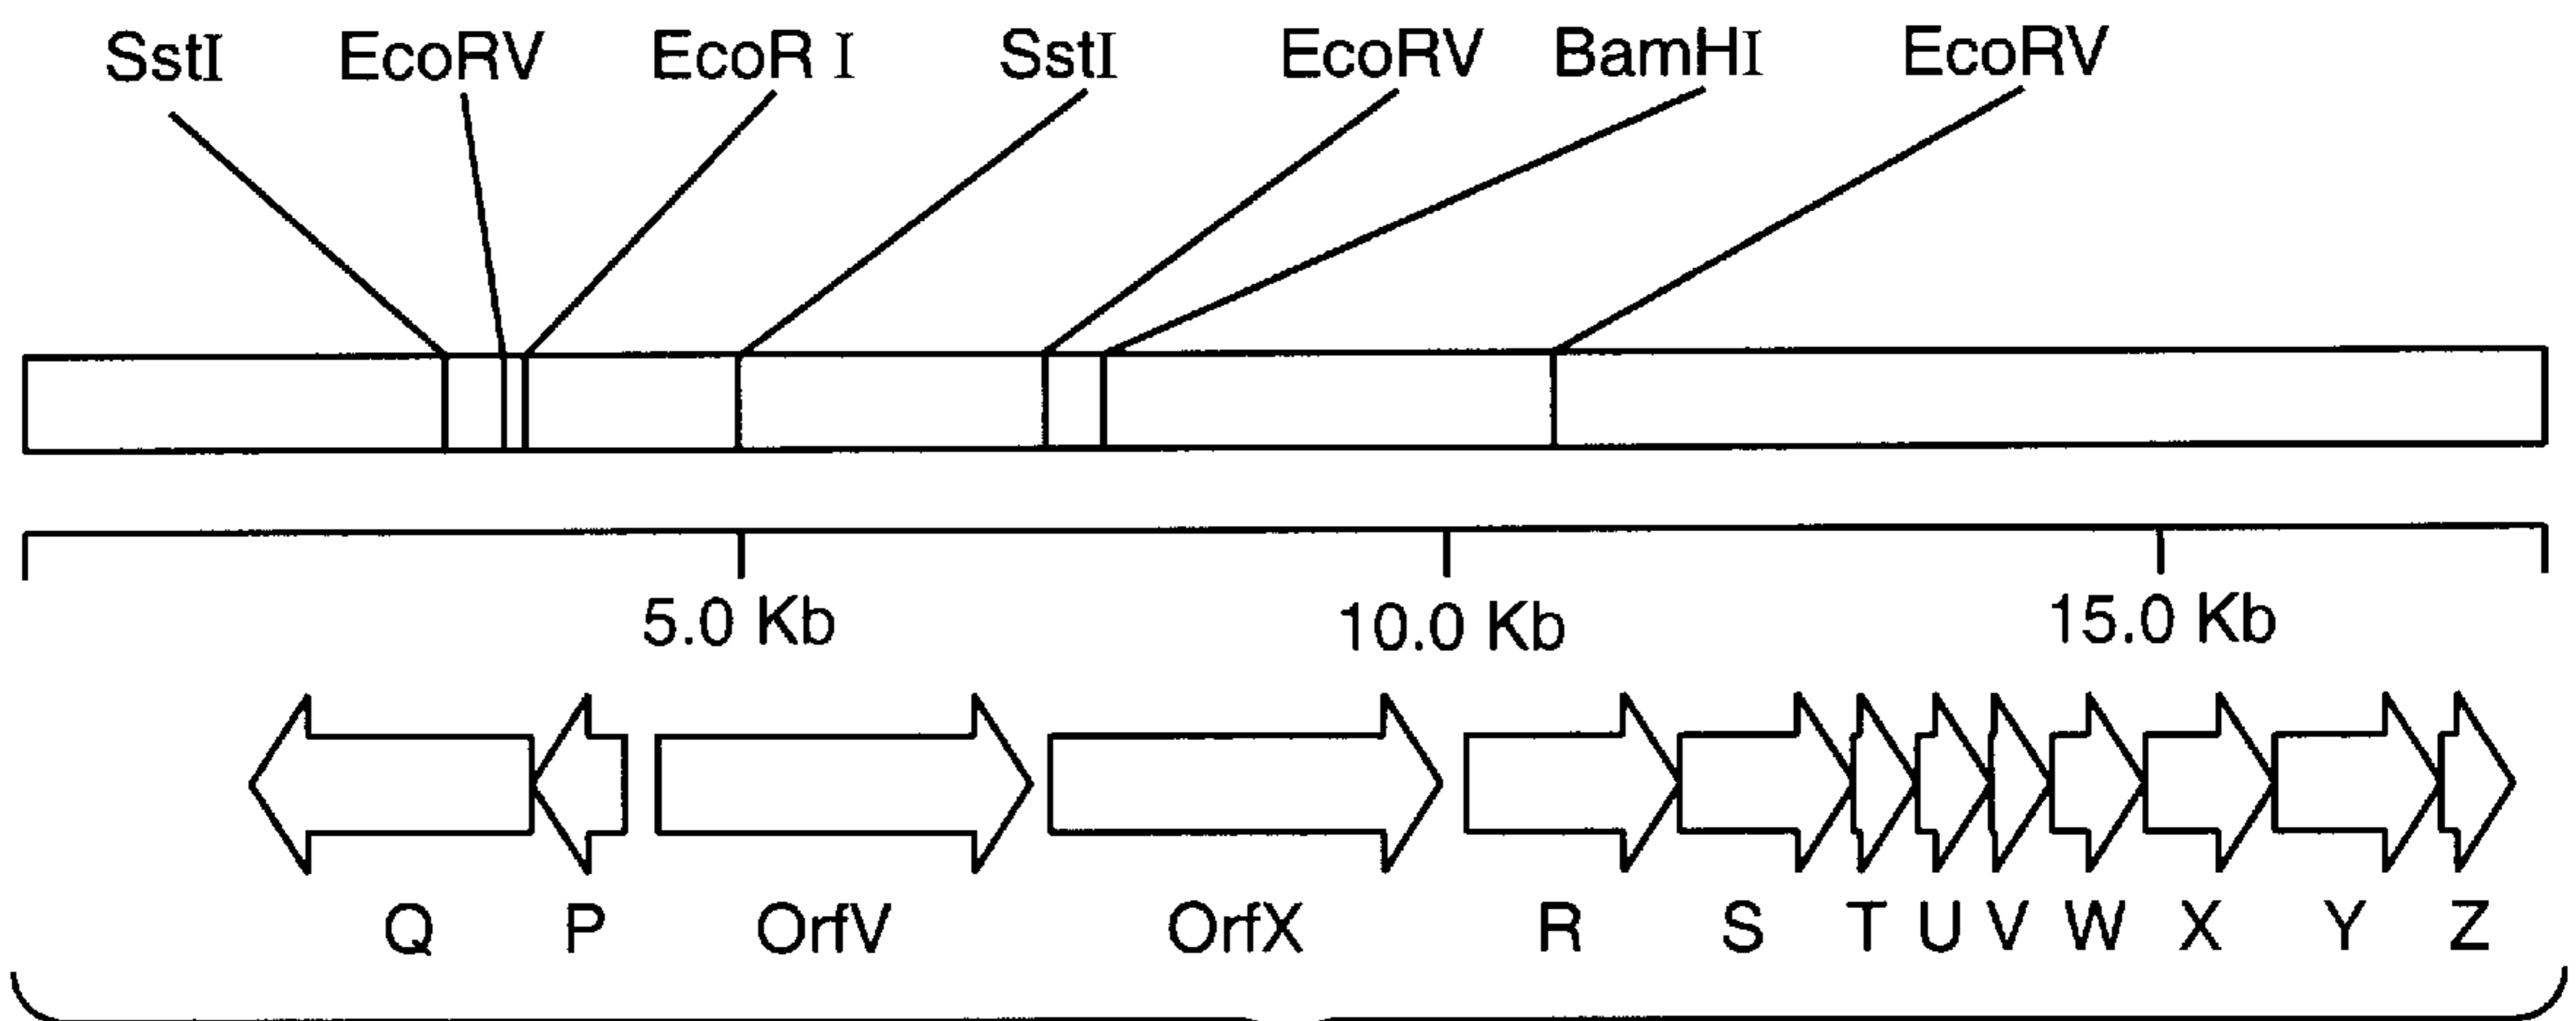 SstI EcoRV EcoR I SstI EcoRV BamHI EcoRV
5.0 Kb 10.0 Kb 15.0 Kb
Q P OrfV OrfX R S T U V W X Y Z